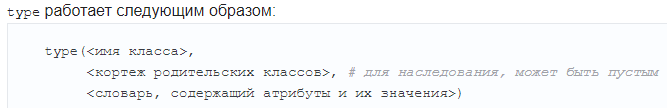 type работает следующим образом:
type(<имя класса>,
<кортеж родительских классов>, # для наследования, может быть пустым
<словарь, содержащий атрибуты и их значения>)